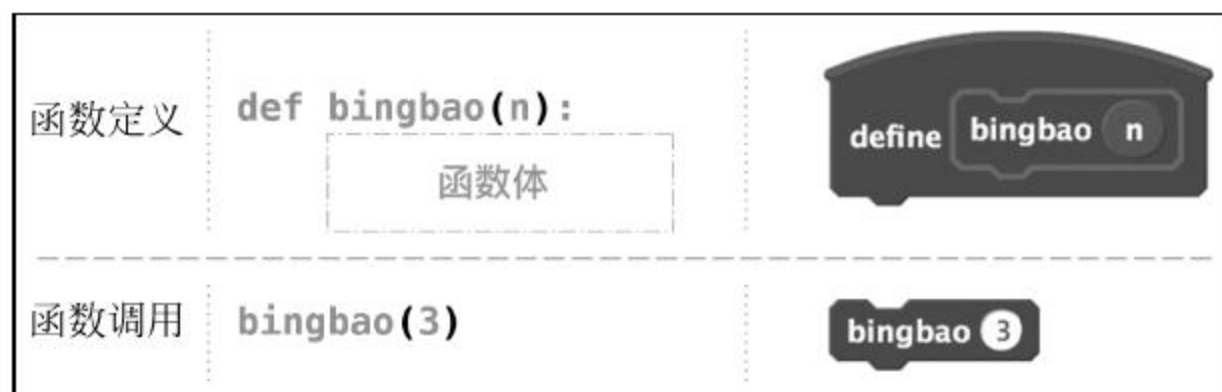 函数定义
def bingbao(n):
函数体
define bingbao n
函数调用
bingbao(3)
bingbao 3